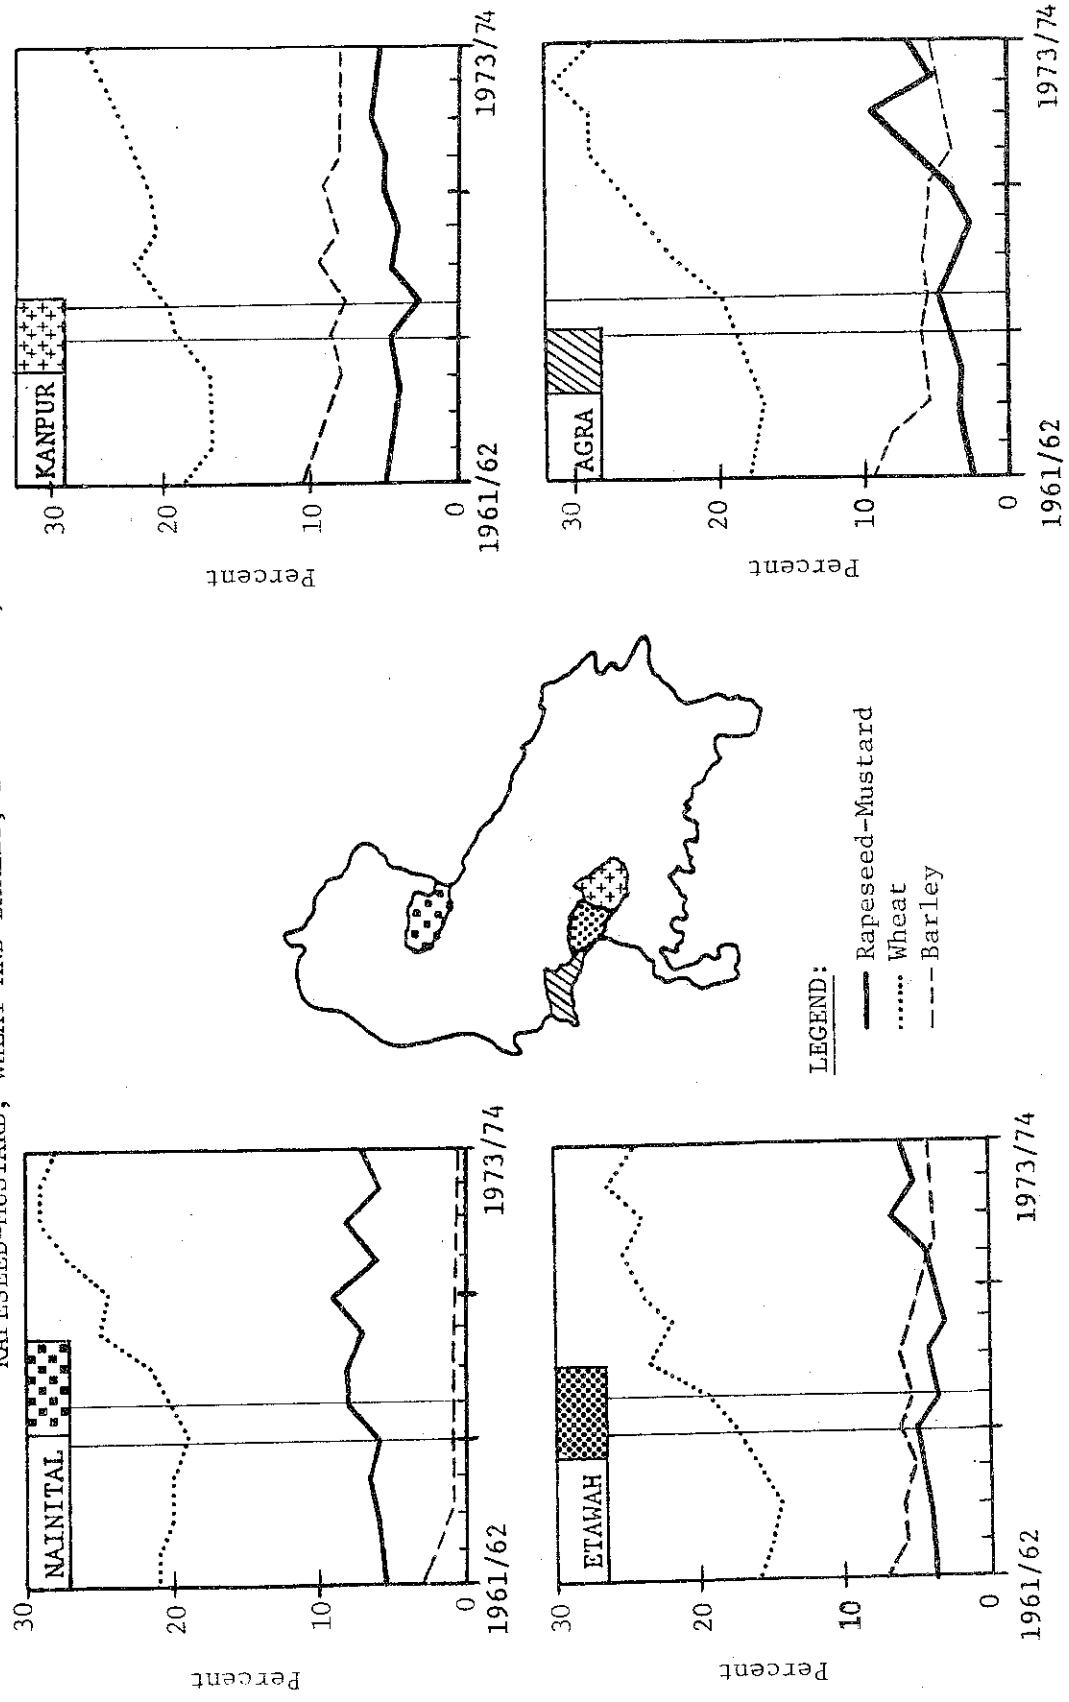 RAPESEED-MUSTARD, WHEAT AND
NAINITAL
30
20
10
0
Percent
1961/62
1973/74
KANPUR
30
20
10
0
Percent
1961/62
1973/74
ETAWAH
30
20
10
0
Percent
1961/62
1973/74
AGRA
30
20
10
0
Percent
1961/62
1973/74
LEGEND:
Rapeseed-Mustard
Wheat
Barley